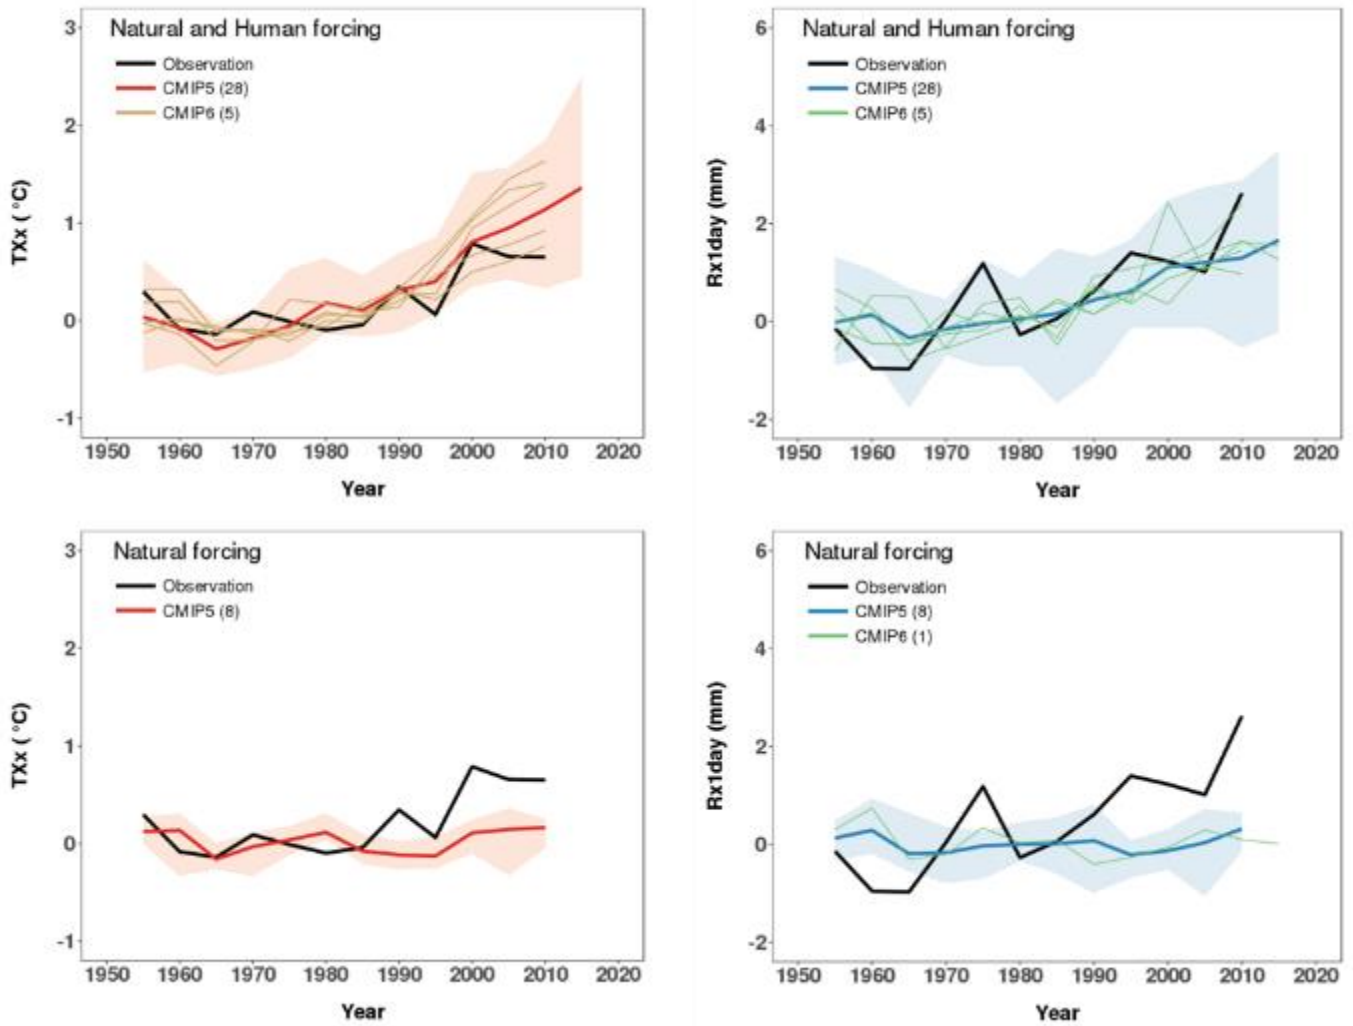 Natural and Human forcing
Observation
CMIP5 (28)
CMIP6 (5)
3
2
1
0
-1
TXx ( °C)
1950 1960 1970 1980 1990 2000 2010 2020
Year
Natural and Human forcing
Observation
CMIP5 (28)
CMIP6 (5)
6
4
2
0
-2
Rx1day (mm)
1950 1960 1970 1980 1990 2000 2010 2020
Year
Natural forcing
Observation
CMIP5 (8)
3
2
1
0
-1
TXx ( °C)
1950 1960 1970 1980 1990 2000 2010 2020
Year
Natural forcing
Observation
CMIP5 (8)
CMIP6 (1)
6
4
2
0
-2
Rx1day (mm)
1950 1960 1970 1980 1990 2000 2010 2020
Year